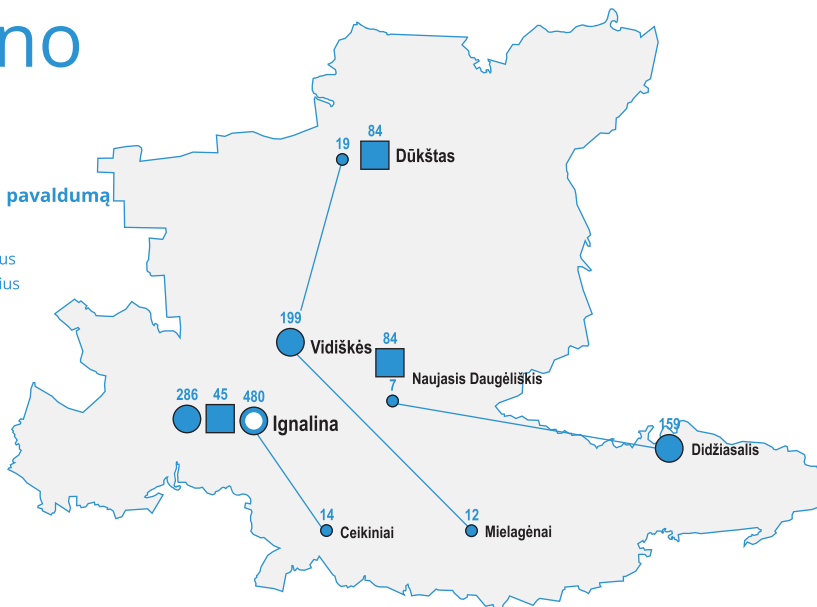 no
pavaldumą
us
ius
19
84
Dūkštas
199
Vidiškės
84
Naujasis Daugėliškis
7
286
45
480
Ignalina
159
Didžiasalis
14
Ceikiniai
12
Mielagėnai